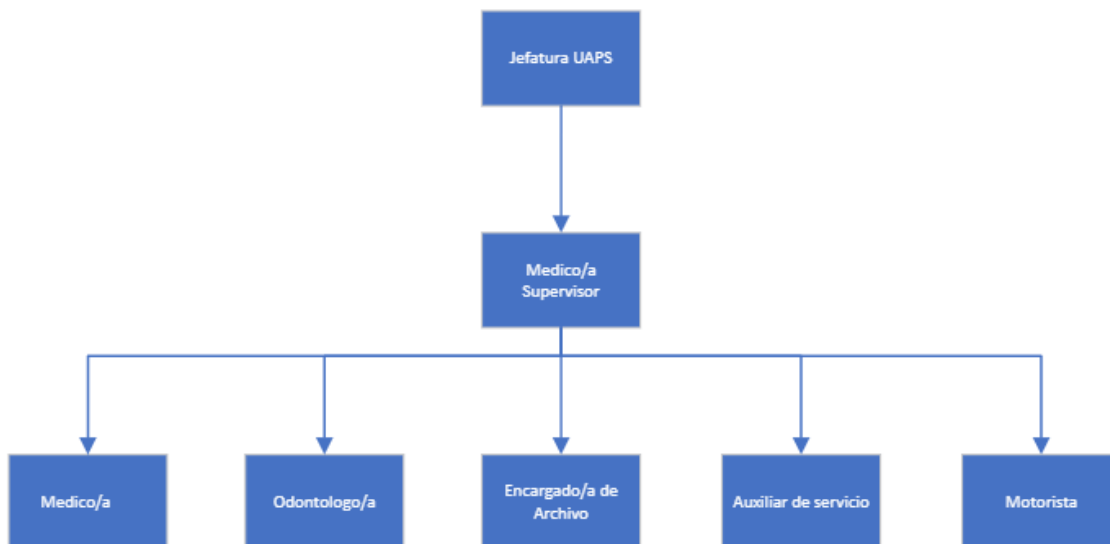 Jefatura UAPS
Medico/a
Supervisor
Medico/a
Odontologo/a
Encargado/a de
Archivo
Auxiliar de servicio
Motorista